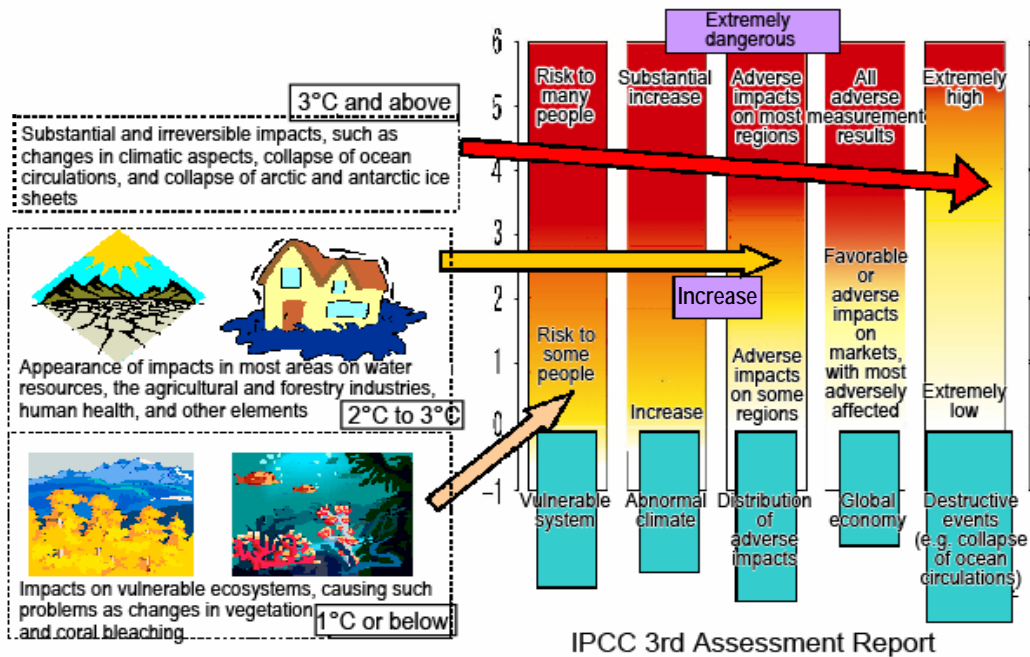 3°C and above
Substantial and irreversible impacts, such as
changes in climatic aspects, collapse of ocean
circulations, and collapse of arctic and antarctic ice
sheets
Appearance of impacts in most areas on water
resources, the agricultural and forestry industries,
human health, and other elements
2°C to 3°C
Impacts on vulnerable ecosystems, causing such
problems as changes in vegetation
and coral bleaching
1°C or below
Extremely
dangerous
6
5
4
3
2
1
0
-1
Risk to
many
people
Substantial
increase
Adverse
impacts
on most
regions
All
adverse
measurement
results
Extremely
high
Increase
Risk to
some
people
Increase
Adverse
impacts
on some
regions
Favorable
or
adverse
impacts
on
markets,
with most
adversely
affected
Extremely
low
Vulnerable
system
Abnormal
climate
Distribution
of
adverse
impacts
Global
economy
Destructive
events
(e.g. collapse
of ocean
circulations)
IPCC 3rd Assessment Report